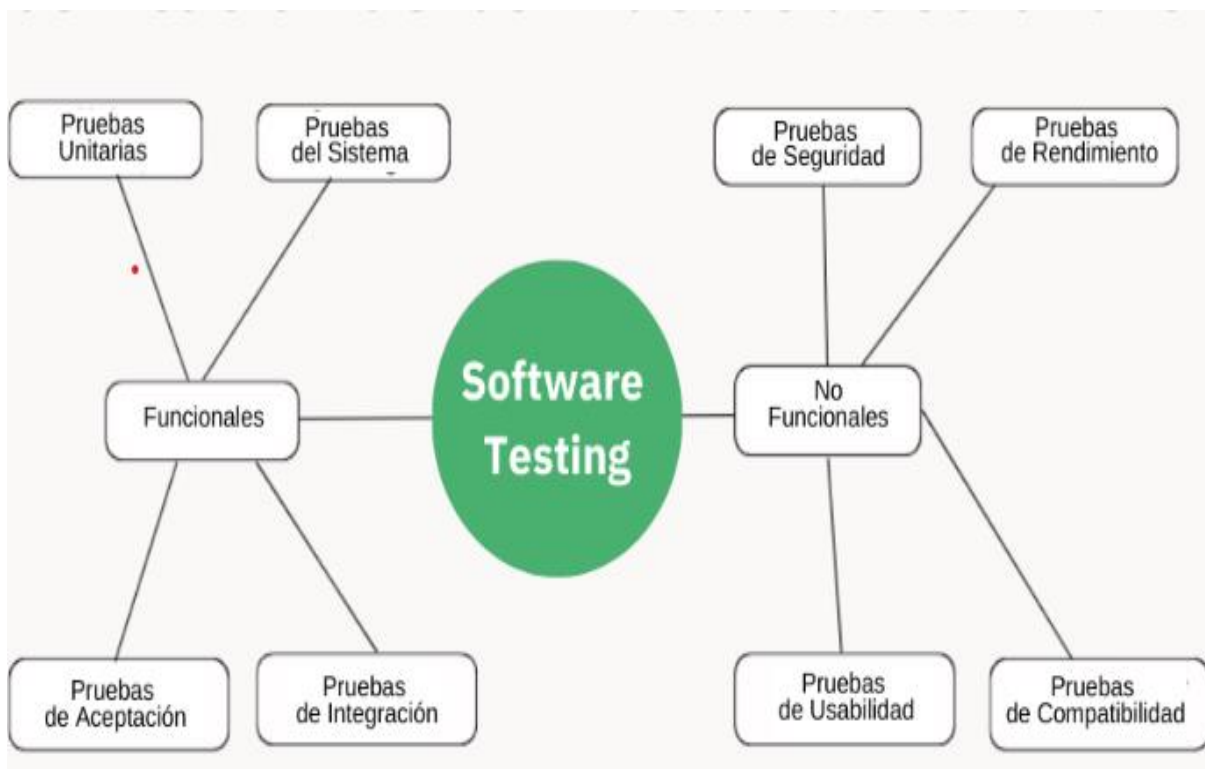 Pruebas
Unitarias
Pruebas
del Sistema
Pruebas
de Seguridad
Pruebas
de Rendimiento
Funcionales
Software
Testing
No
Funcionales
Pruebas
de Aceptación
Pruebas
de Integración
Pruebas
de Usabilidad
Pruebas
de Compatibilidad